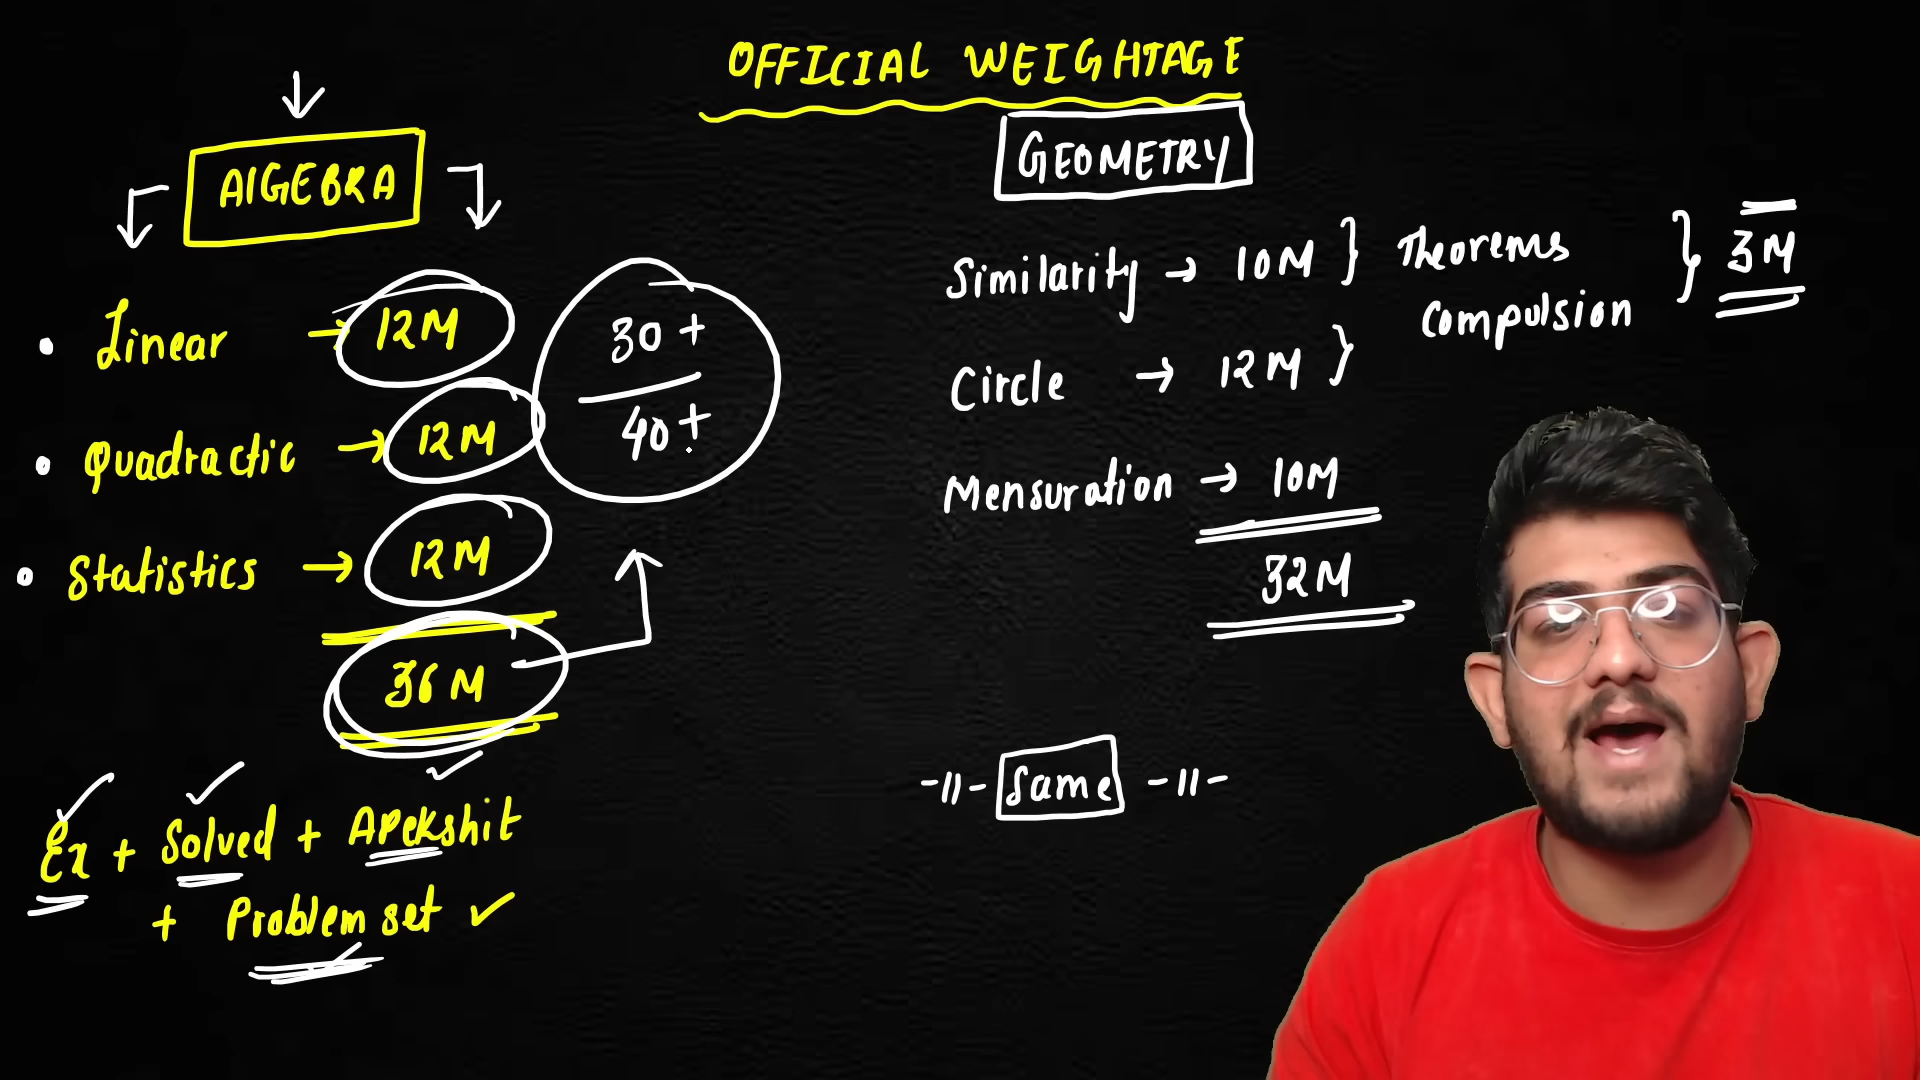 OFFICIAL WEIGHTAGE
ALGEBRA
• Linear → 12M
• Quadractic → 12M
• Statistics → 12M
36M
30+
40+
Ex + Solved + APEKshit
+ Problem set ✓
GEOMETRY
Similarity → 10M } Theorems } 3M
compulsion
Circle → 12M }
Mensuration → 10M
32M
-11- Same -11-